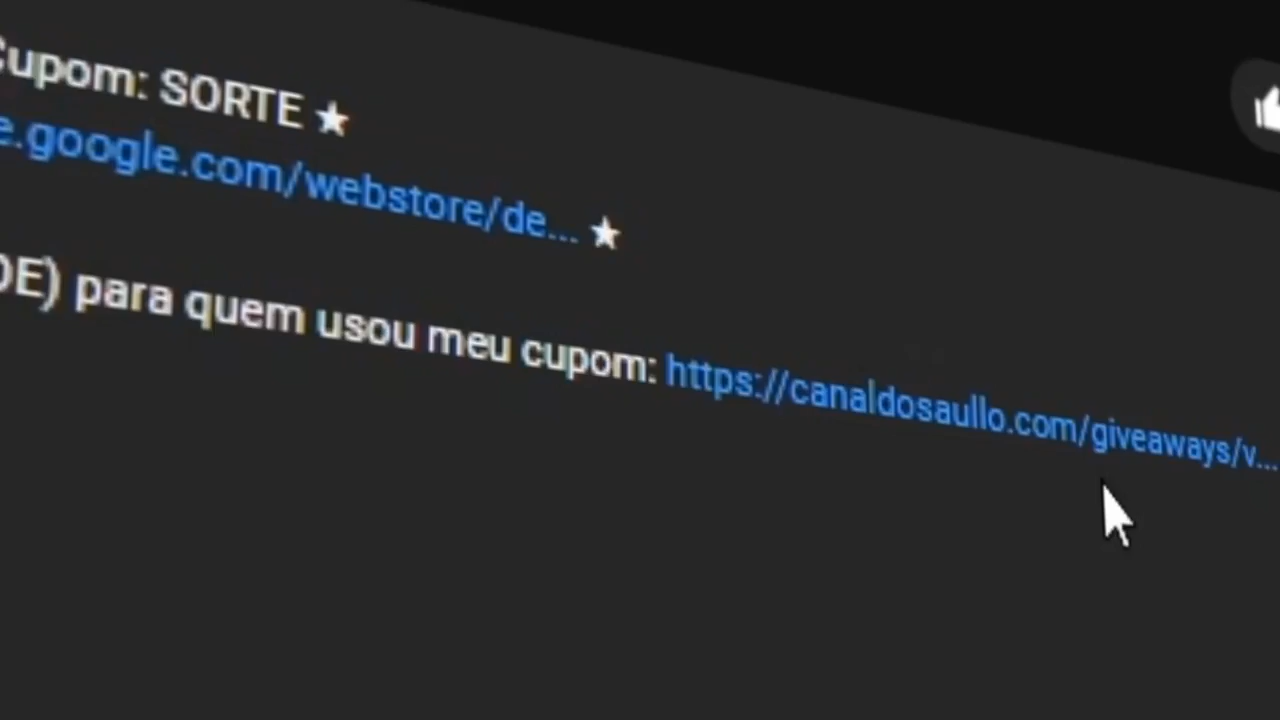 Cupom: SORTE ★
e.google.com/webstore/de... ★
DE) para quem usou meu cupom: https://canaldosaullo.com/giveaways/v...